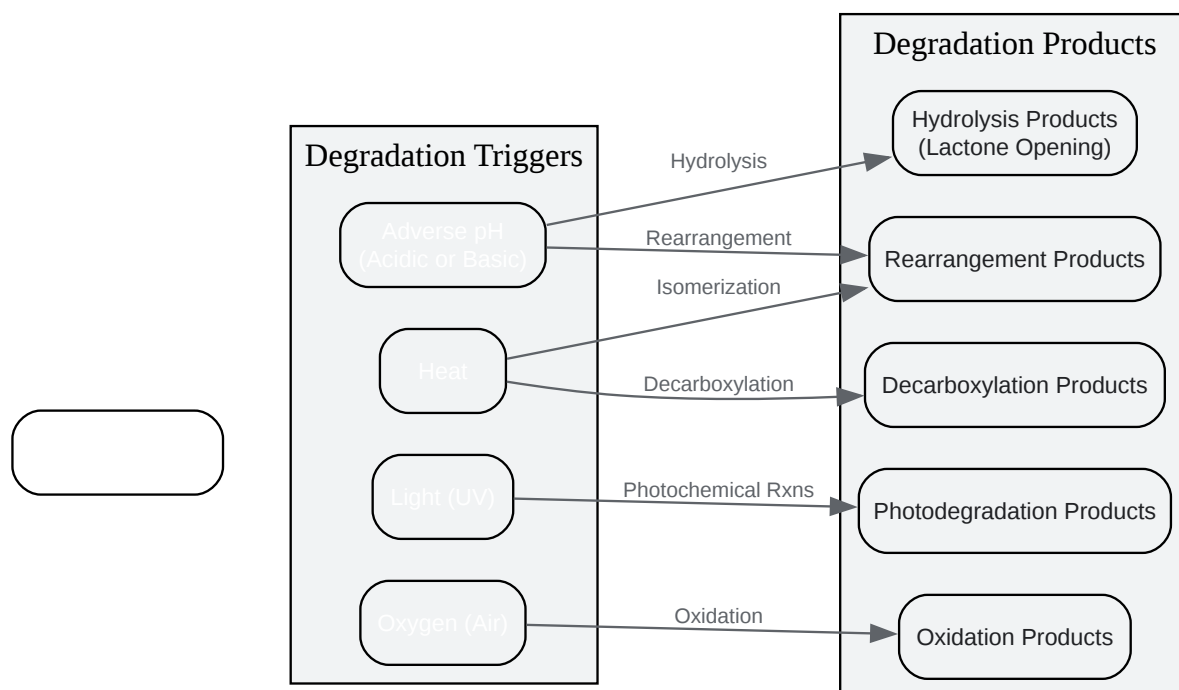 Degradation Products
Hydrolysis Products
(Lactone Opening)
Degradation Triggers
Hydrolysis
Adverse pH
(Acidic or Basic)
Rearrangement
Rearrangement Products
Isomerization
Heat
Decarboxylation
Decarboxylation Products
Light (UV)
Photochemical Rxns
Photodegradation Products
Oxygen (Air)
Oxidation
Oxidation Products